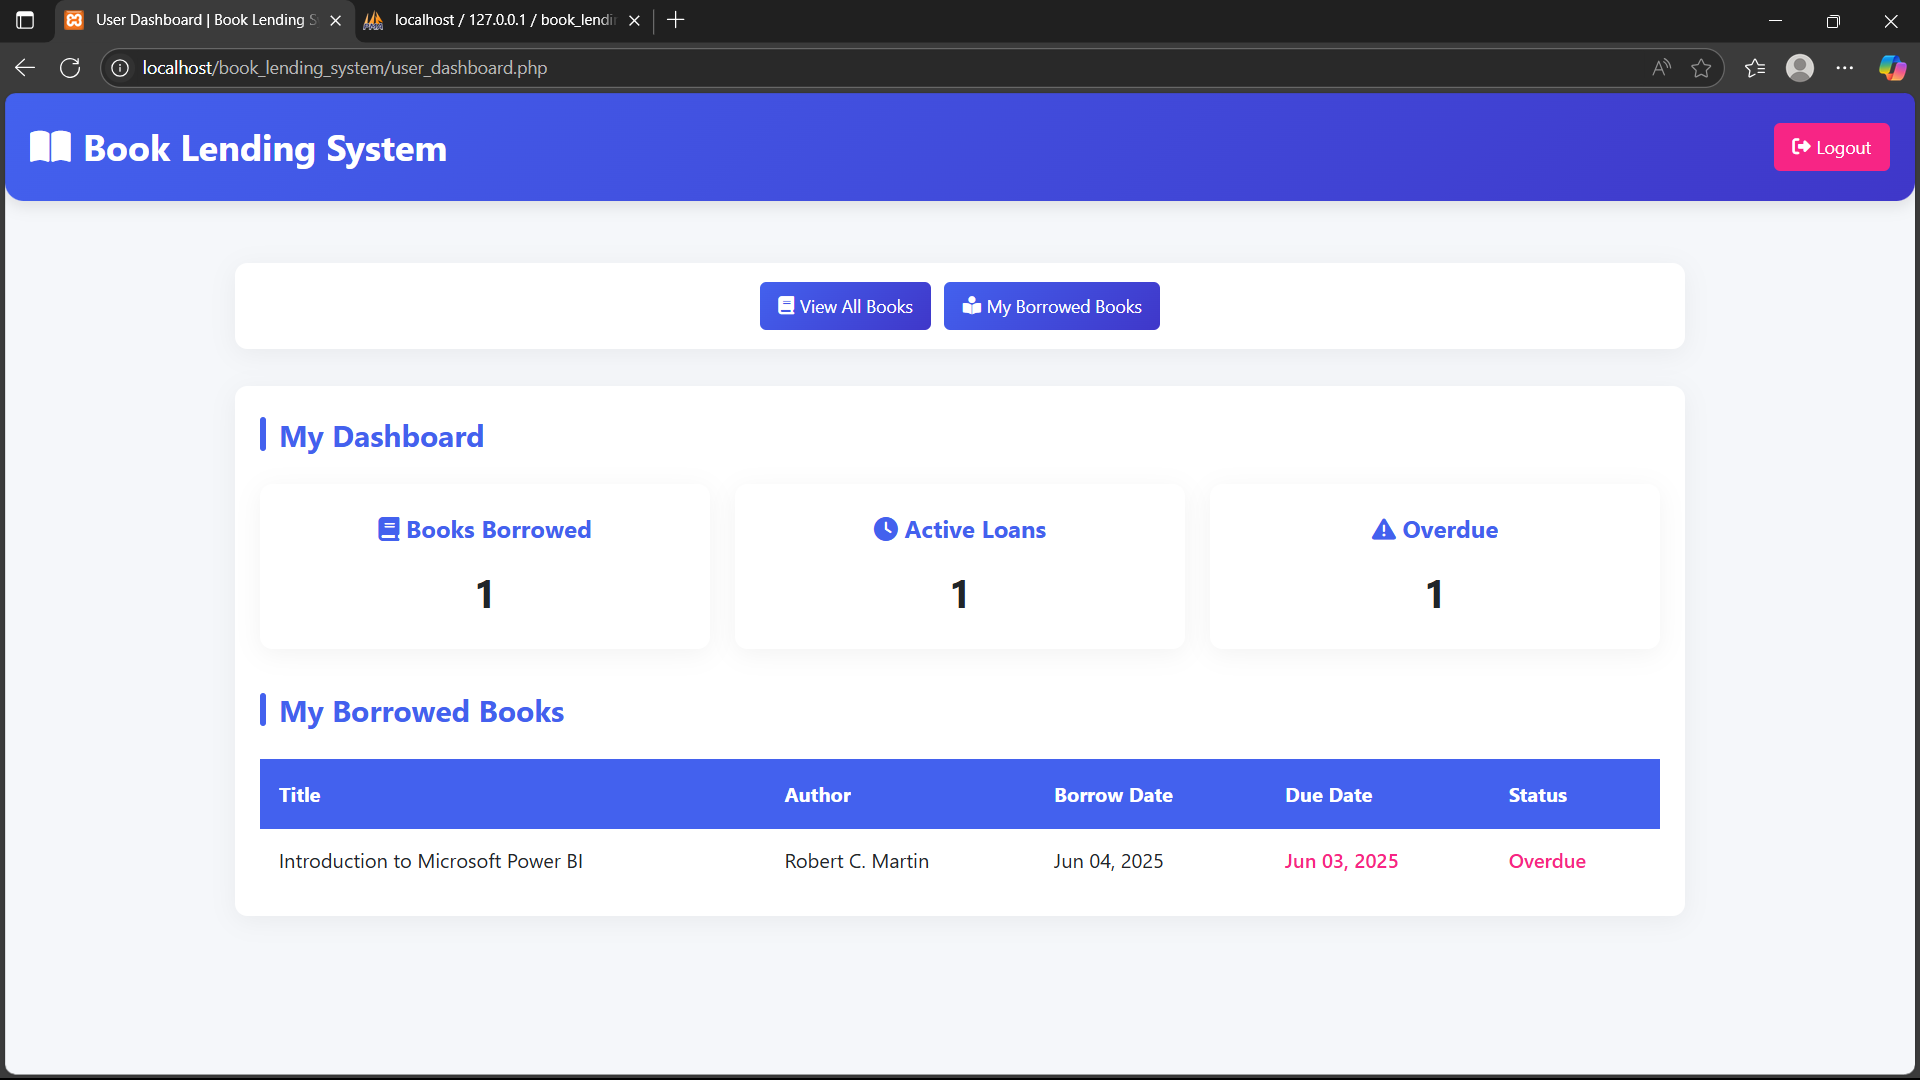 User Dashboard | Book Lending S
localhost / 127.0.0.1 / book_lendin
localhost/book_lending_system/user_dashboard.php
Book Lending System
Logout
View All Books
My Borrowed Books
My Dashboard
Books Borrowed
Active Loans
Overdue
1
1
1
My Borrowed Books
Title Author Borrow Date Due Date Status
Introduction to Microsoft Power BI Robert C. Martin Jun 04, 2025 Jun 03, 2025 Overdue